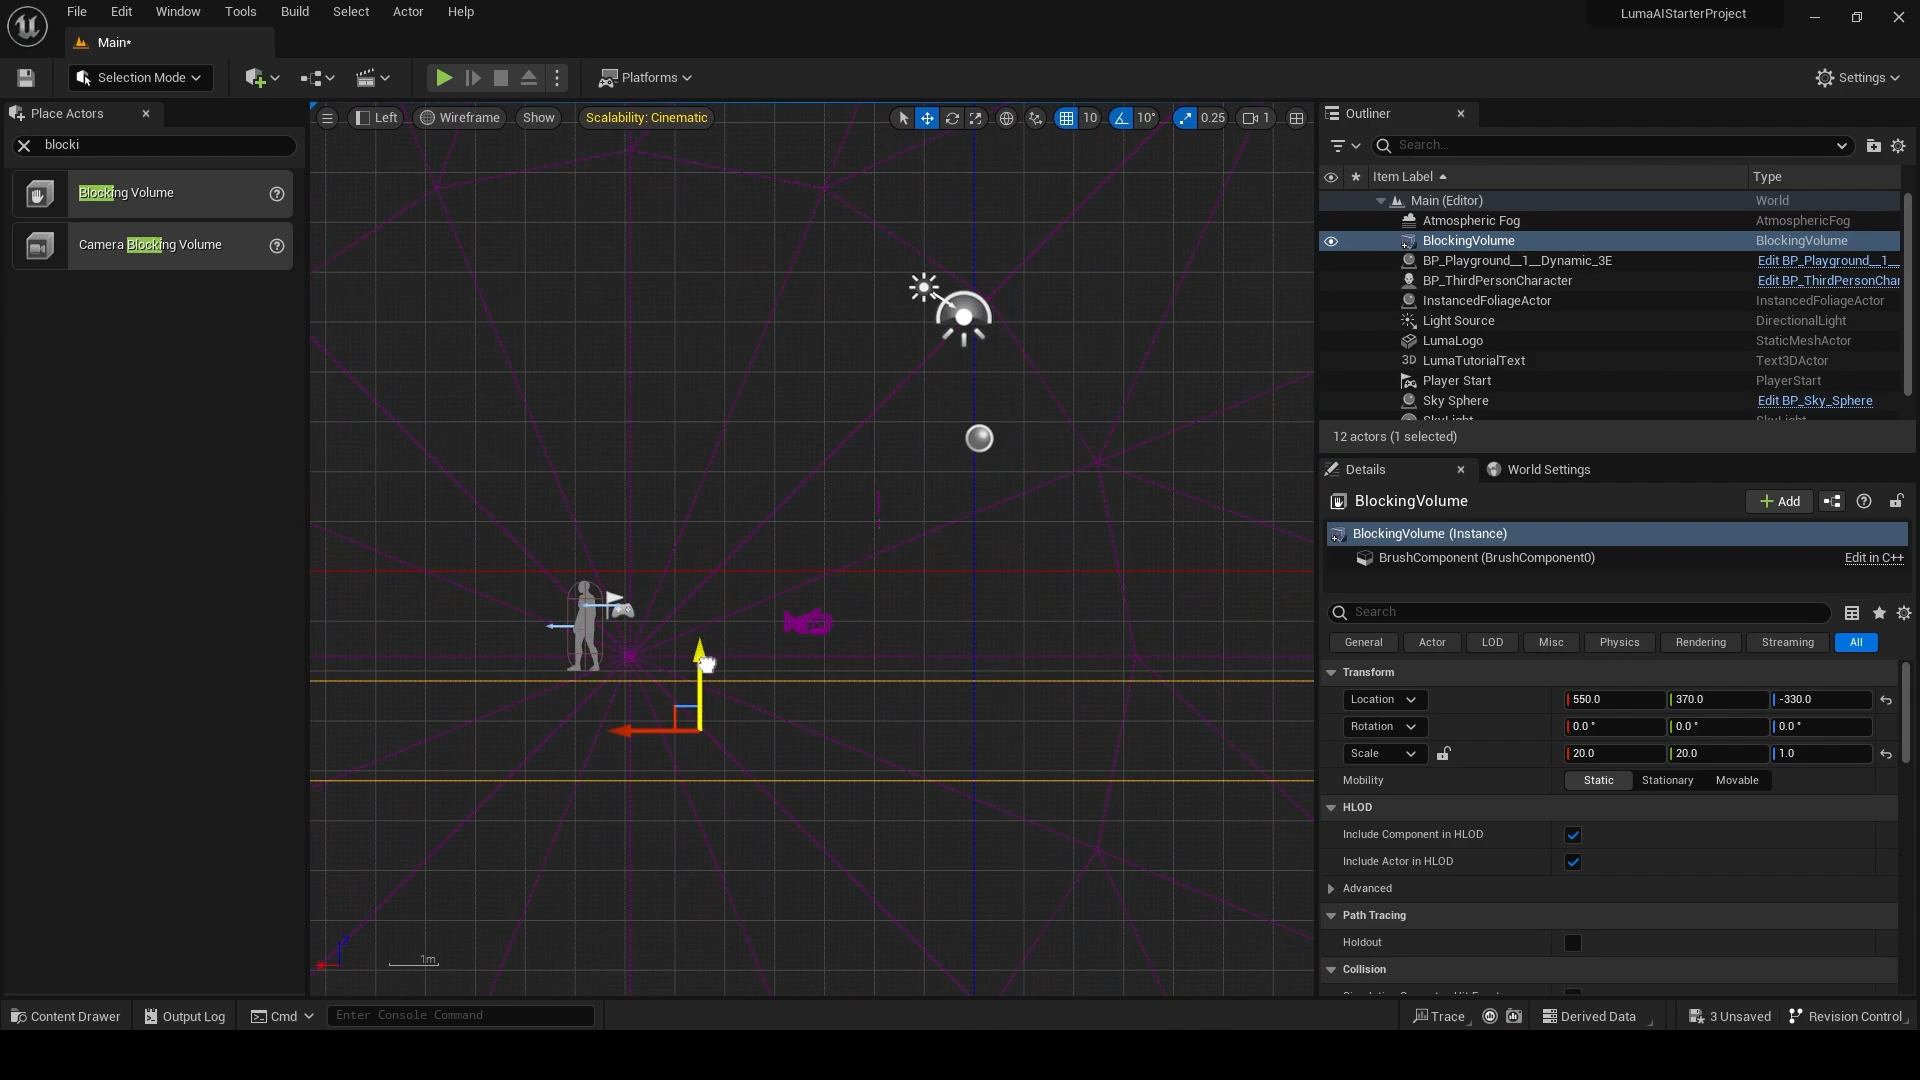 File Edit Window Tools Build Select Actor Help
LumaAIStarterProject
Main*
Selection Mode
Platforms
Settings
Place Actors
blocki
Blocking Volume
Camera Blocking Volume
Left
Wireframe
Show
Scalability: Cinematic
10
10°
0.25
1
1m
Outliner
Search...
Item Label Type
Main (Editor) World
Atmospheric Fog AtmosphericFog
BlockingVolume BlockingVolume
BP_Playground__1__Dynamic_3E Edit BP_Playground__1__
BP_ThirdPersonCharacter Edit BP_ThirdPersonChar
InstancedFoliageActor InstancedFoliageActor
Light Source DirectionalLight
LumaLogo StaticMeshActor
3D LumaTutorialText Text3DActor
Player Start PlayerStart
Sky Sphere Edit BP_Sky_Sphere
SkyLight SkyLight
12 actors (1 selected)
Details
World Settings
BlockingVolume
Add
BlockingVolume (Instance)
BrushComponent (BrushComponent0) Edit in C++
Search
General Actor LOD Misc Physics Rendering Streaming All
Transform
Location 550.0 370.0 -330.0
Rotation 0.0° 0.0° 0.0°
Scale 20.0 20.0 1.0
Mobility Static Stationary Movable
HLOD
Include Component in HLOD
Include Actor in HLOD
Advanced
Path Tracing
Holdout
Collision
Content Drawer
Output Log
Cmd
Enter Console Command
Trace
Derived Data
3 Unsaved
Revision Control